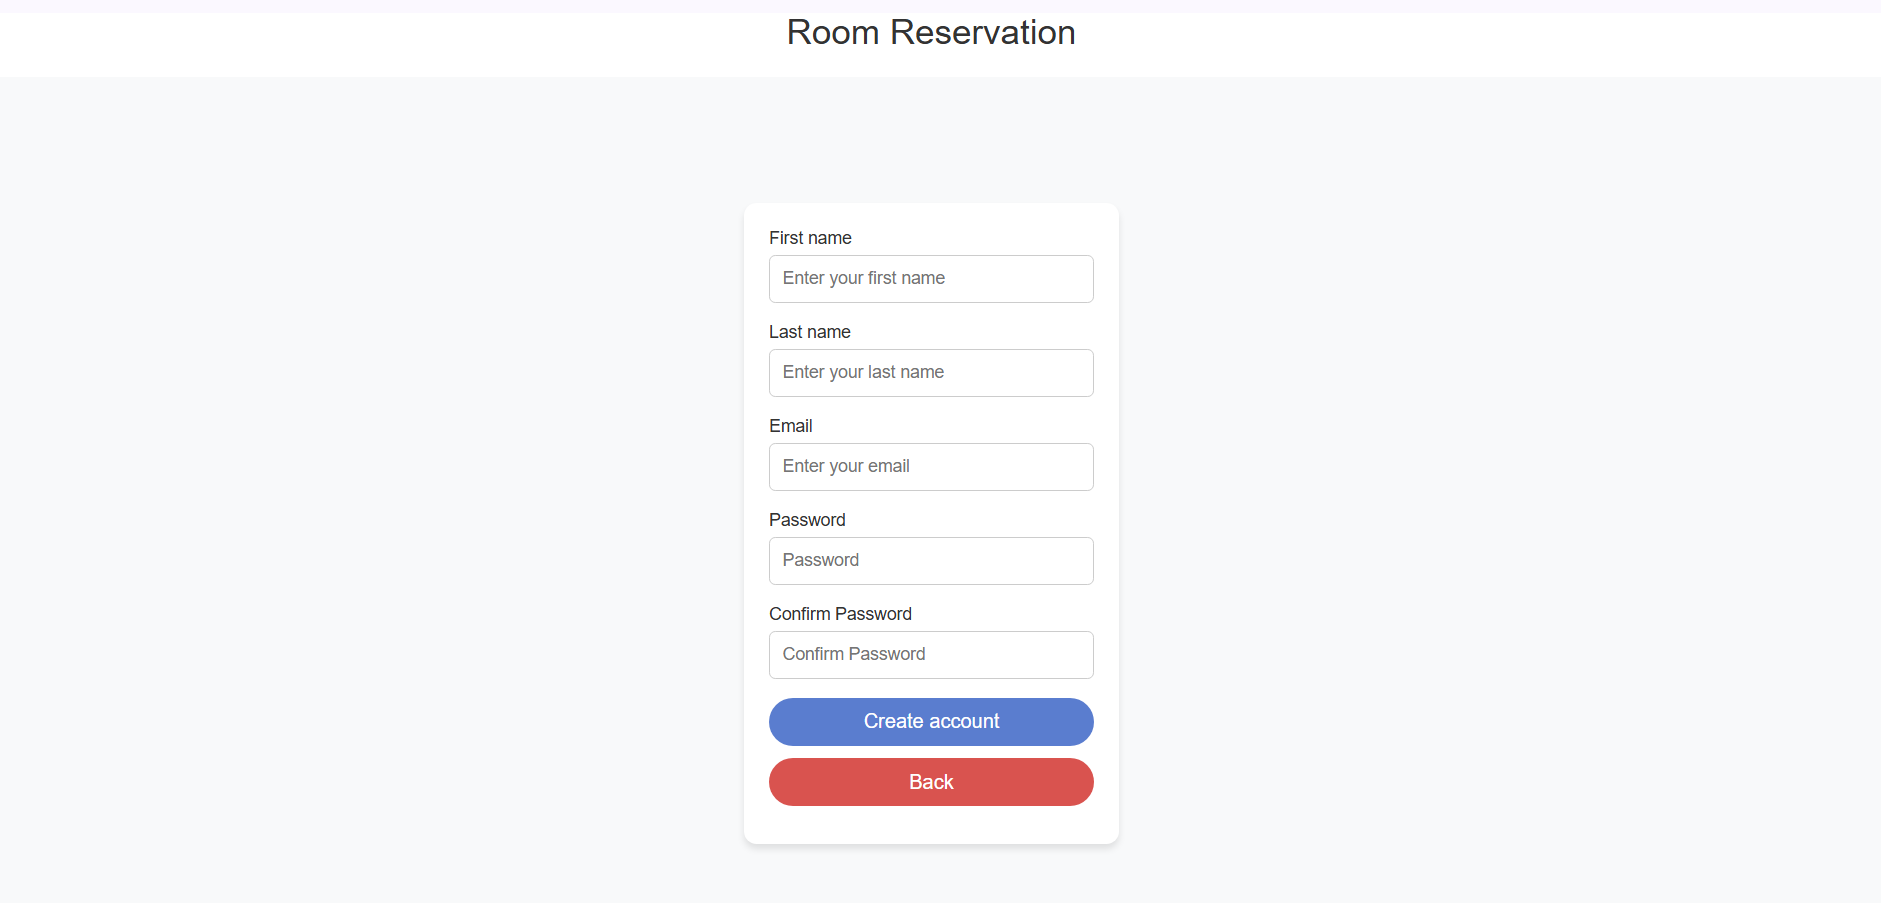 Room Reservation
First name
Enter your first name
Last name
Enter your last name
Email
Enter your email
Password
Password
Confirm Password
Confirm Password
Create account
Back